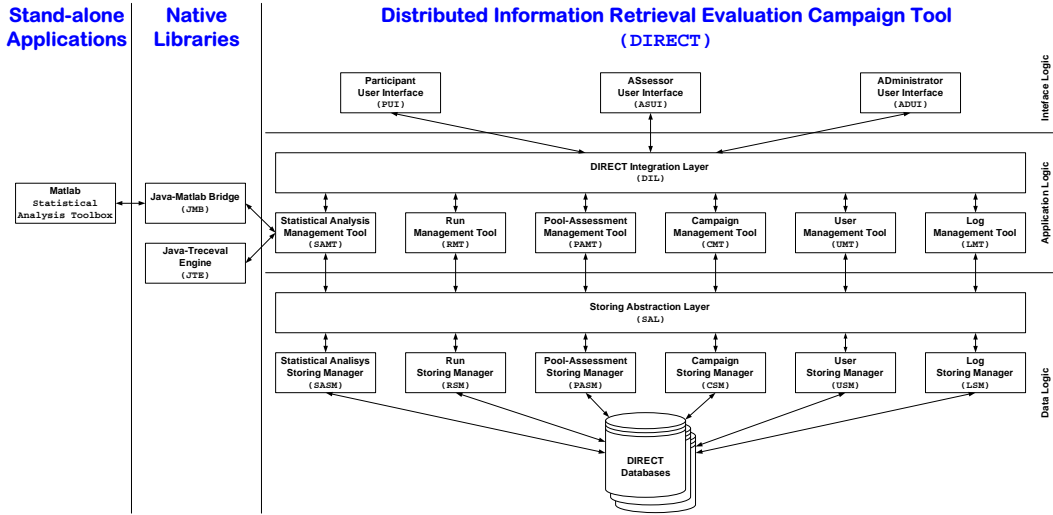 Stand-alone
Applications
Native
Libraries
Distributed Information Retrieval Evaluation Campaign Tool
(DIRECT)
Participant
User Interface
(PUI)
ASsessor
User Interface
(ASUI)
ADministrator
User Interface
(ADUI)
Inteface Logic
DIRECT Integration Layer
(DIL)
Matlab
Statistical
Analysis Toolbox
Java-Matlab Bridge
(JMB)
Java-Treceval
Engine
(JTE)
Statistical Analysis
Management Tool
(SAMT)
Run
Management Tool
(RMT)
Pool-Assessment
Management Tool
(PAMT)
Campaign
Management Tool
(CMT)
User
Management Tool
(UMT)
Log
Management Tool
(LMT)
Application Logic
Storing Abstraction Layer
(SAL)
Statistical Analisys
Storing Manager
(SASM)
Run
Storing Manager
(RSM)
Pool-Assessment
Storing Manager
(PASM)
Campaign
Storing Manager
(CSM)
User
Storing Manager
(USM)
Log
Storing Manager
(LSM)
Data Logic
DIRECT
Databases